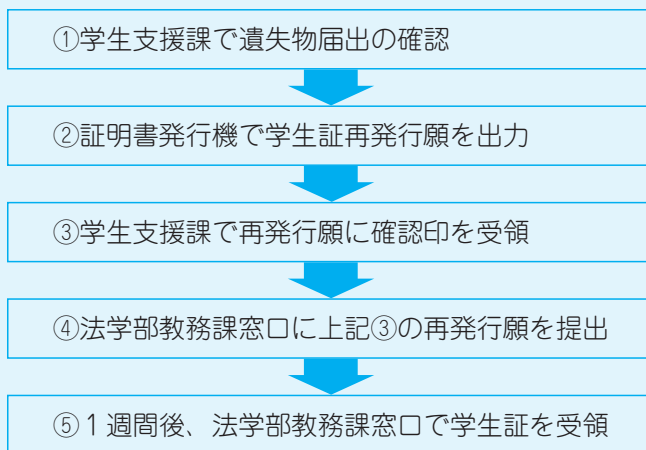 ①学生支援課で遺失物届出の確認
②証明書発行機で学生証再発行願を出力
③学生支援課で再発行願に確認印を受領
④法学部教務課窓口に上記③の再発行願を提出
⑤１週間後、法学部教務課窓口で学生証を受領